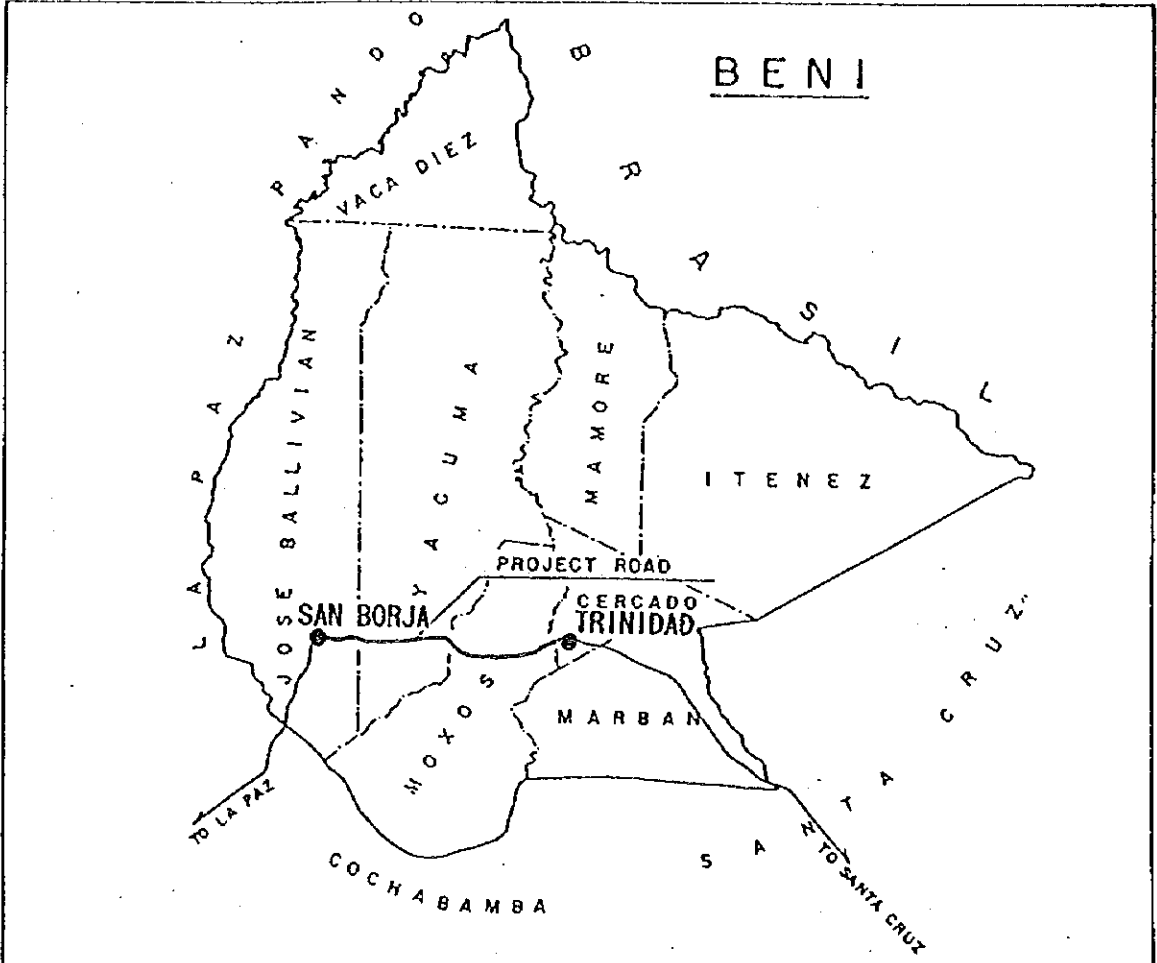 BENI
PANDO
BRASIL
VACA DIEZ
LA PAZ
JOSE BALLIVIAN
YACUMA
MAMORE
ITENEZ
PROJECT ROAD
CERCADO
SAN BORJA
TRINIDAD
MOXOS
MARBAN
SANTA CRUZ
TO LA PAZ
COCHABAMBA
TO SANTA CRUZ